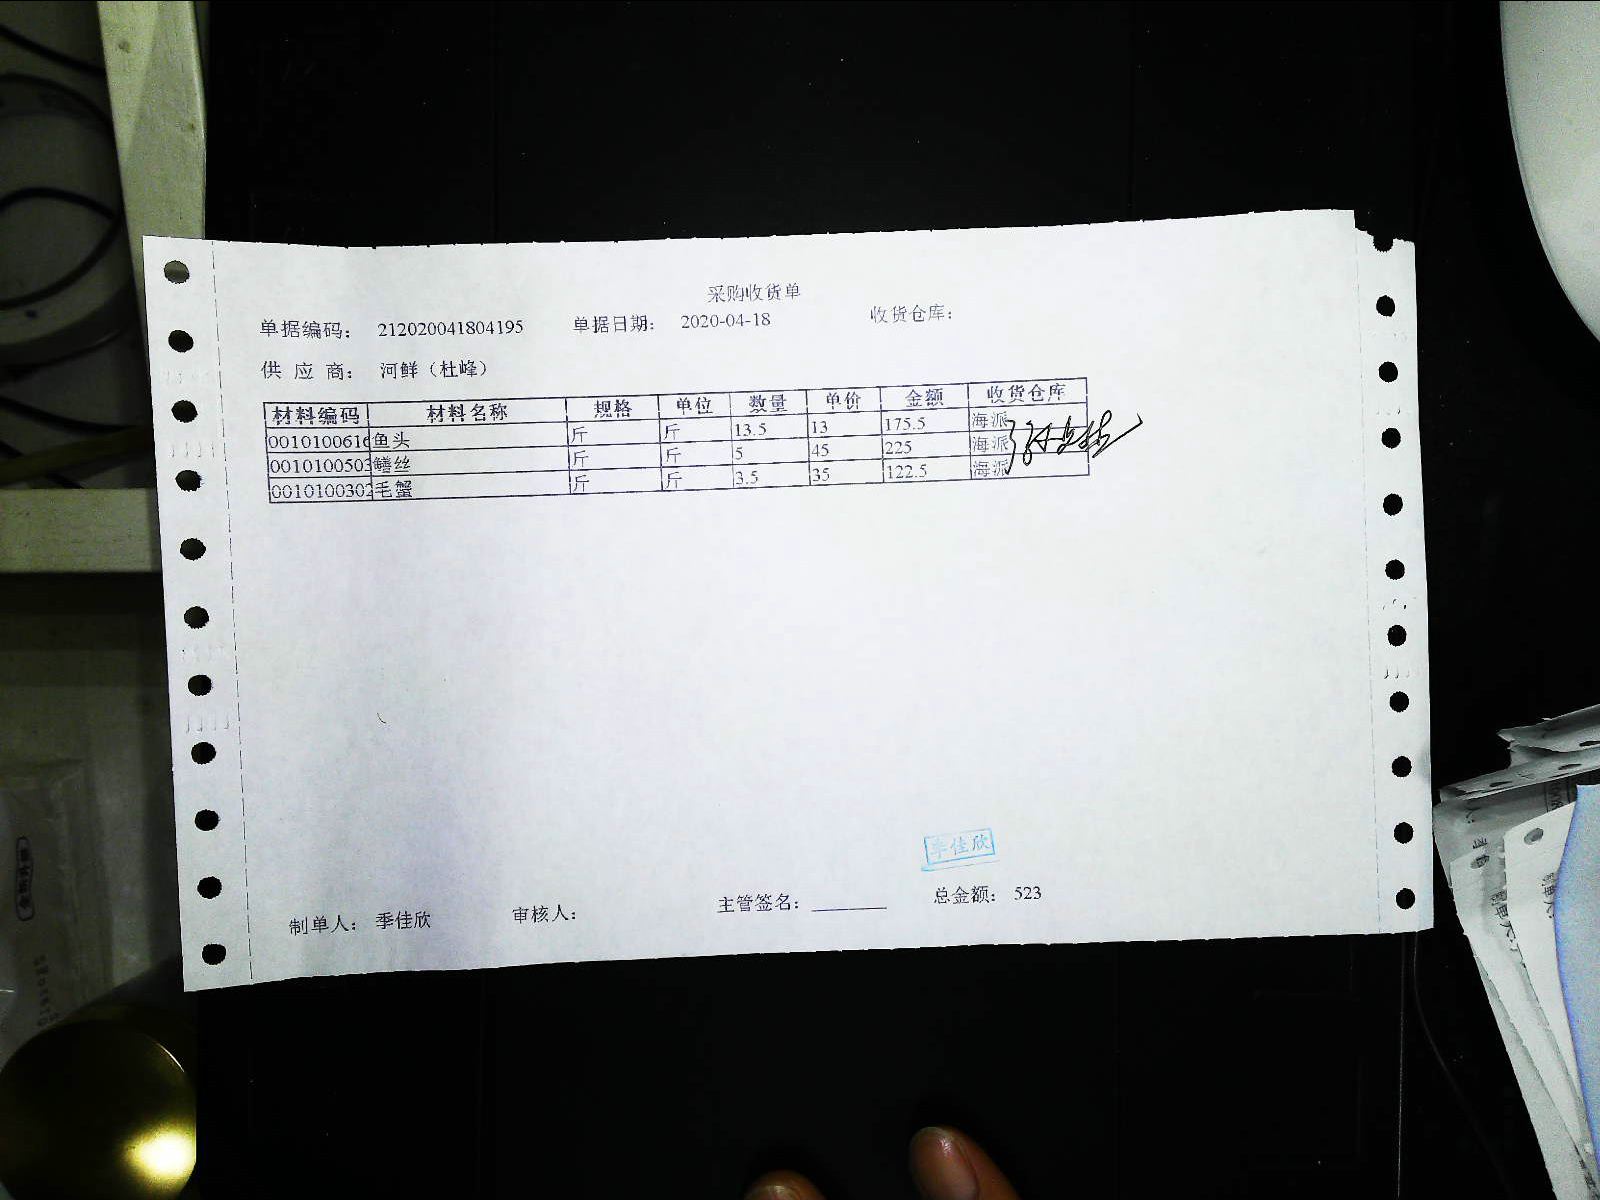 采购收货单
单据编码： 212020041804195 单据日期： 2020-04-18 收货仓库：
供 应 商： 河鲜（杜峰）
材料编码 材料名称 规格 单位 数量 单价 金额 收货仓库
0010100616 鱼头 斤 斤 13.5 13 175.5 海派
0010100503 鳝丝 斤 斤 5 45 225 海派
0010100302 毛蟹 斤 斤 3.5 35 122.5 海派
季佳欣
制单人： 季佳欣 审核人： 主管签名： ________ 总金额： 523